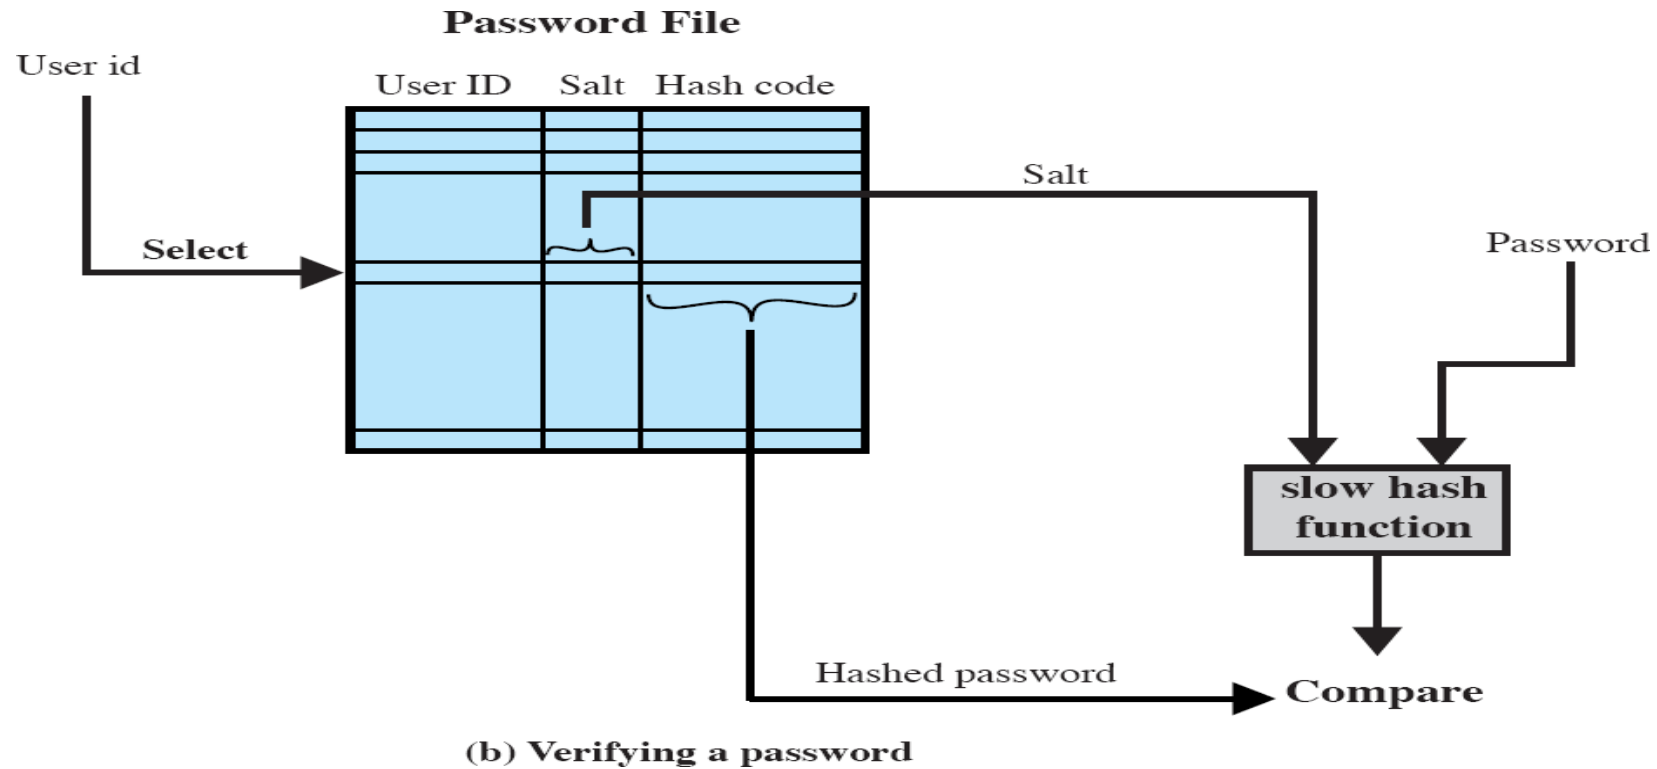 Password File
User id
User ID Salt Hash code
Salt
Select
Password
slow hash
function
Hashed password
Compare
(b) Verifying a password